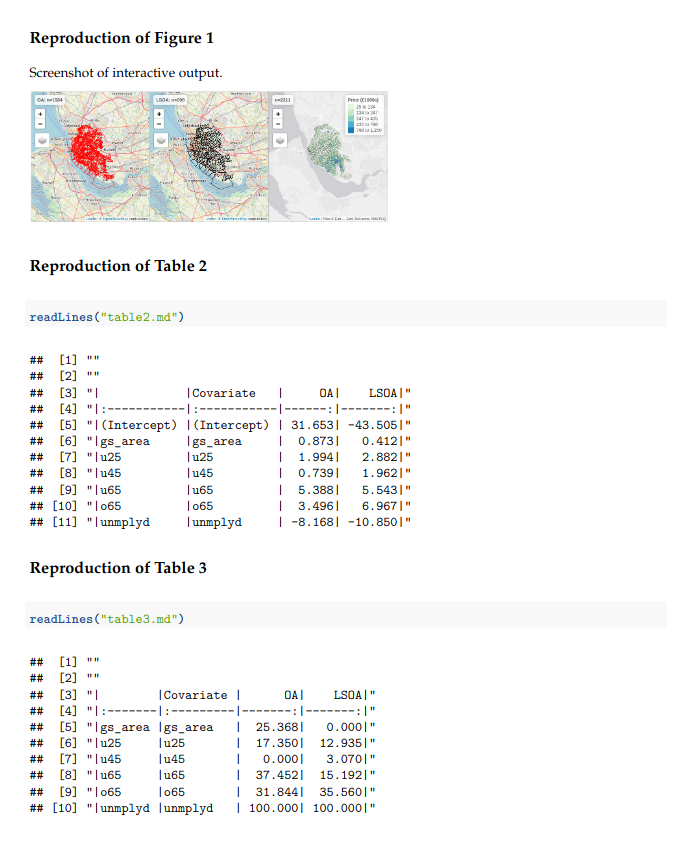 Reproduction of Figure 1
Screenshot of interactive output.
OA: n=1584
LSOA: n=298
n=2211
Price (£1000s)
Reproduction of Table 2
readLines("table2.md")
## [1] ""
## [2] ""
## [3] "| |Covariate | OA| LSOA|"
## [4] "|:-----------|:-----------|------:|-------:|"
## [5] "|(Intercept) |(Intercept) | 31.653| -43.505|"
## [6] "|gs_area |gs_area | 0.873| 0.412|"
## [7] "|u25 |u25 | 1.994| 2.882|"
## [8] "|u45 |u45 | 0.739| 1.962|"
## [9] "|u65 |u65 | 5.388| 5.543|"
## [10] "|o65 |o65 | 3.496| 6.967|"
## [11] "|unmplyd |unmplyd | -8.168| -10.850|"
Reproduction of Table 3
readLines("table3.md")
## [1] ""
## [2] ""
## [3] "| |Covariate | OA| LSOA|"
## [4] "|:-------|:---------|-------:|-------:|"
## [5] "|gs_area |gs_area | 25.368| 0.000|"
## [6] "|u25 |u25 | 17.350| 12.935|"
## [7] "|u45 |u45 | 0.000| 3.070|"
## [8] "|u65 |u65 | 37.452| 15.192|"
## [9] "|o65 |o65 | 31.844| 35.560|"
## [10] "|unmplyd |unmplyd | 100.000| 100.000|"